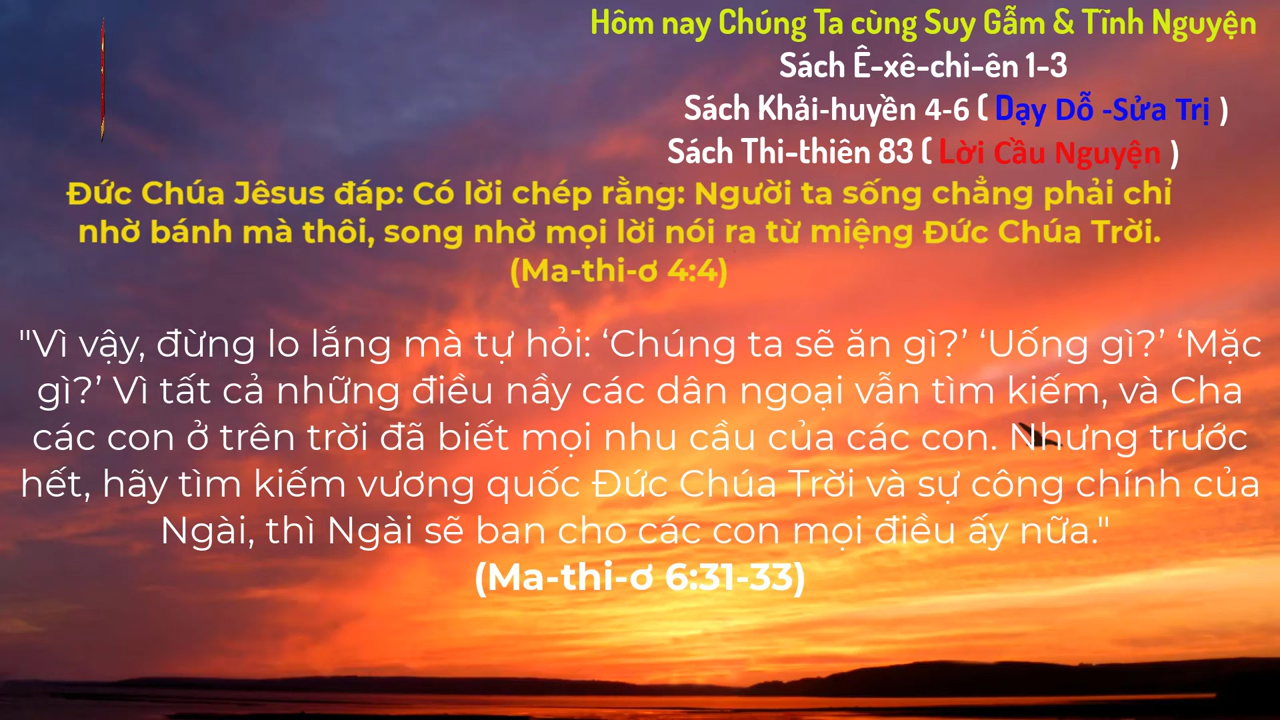 Hôm nay Chúng Ta cùng Suy Gẫm & Tĩnh Nguyện
Sách Ê-xê-chi-ên 1-3
Sách Khải-huyền 4-6 ( Dạy Dỗ -Sửa Trị )
Sách Thi-thiên 83 ( Lời Cầu Nguyện )
Đức Chúa Jêsus đáp: Có lời chép rằng: Người ta sống chẳng phải chỉ
nhờ bánh mà thôi, song nhờ mọi lời nói ra từ miệng Đức Chúa Trời.
(Ma-thi-ơ 4:4)
"Vì vậy, đừng lo lắng mà tự hỏi: ‘Chúng ta sẽ ăn gì?’ ‘Uống gì?’ ‘Mặc
gì?’ Vì tất cả những điều nầy các dân ngoại vẫn tìm kiếm, và Cha
các con ở trên trời đã biết mọi nhu cầu của các con. Nhưng trước
hết, hãy tìm kiếm vương quốc Đức Chúa Trời và sự công chính của
Ngài, thì Ngài sẽ ban cho các con mọi điều ấy nữa."
(Ma-thi-ơ 6:31-33)